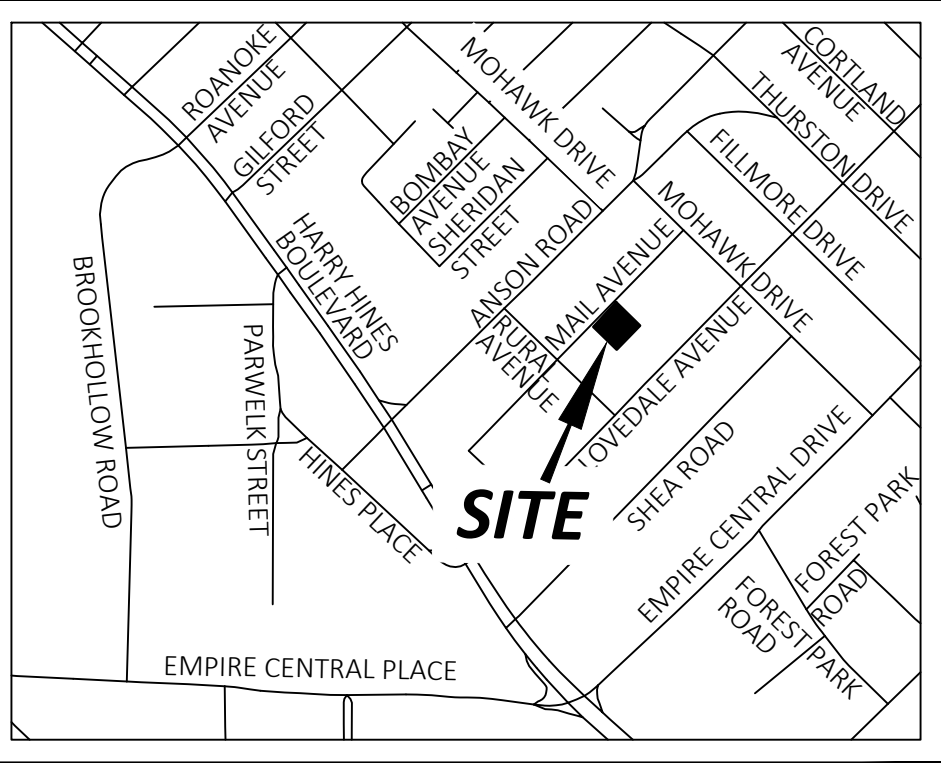 ROANOKE
AVENUE
GILFORD
STREET
MOHAWK DRIVE
CORTLAND
AVENUE
THURSTON DRIVE
FILLMORE DRIVE
BOMBAY
AVENUE
SHERIDAN
STREET
HARRY HINES
BOULEVARD
ANSON ROAD
MOHAWK DRIVE
MAIL AVENUE
RURAL
AVENUE
BROOKHOLLOW ROAD
PARWELK STREET
LOVEDALE AVENUE
SHEA ROAD
HINES PLACE
SITE
EMPIRE CENTRAL DRIVE
FOREST PARK
ROAD
FOREST PARK
ROAD
EMPIRE CENTRAL PLACE